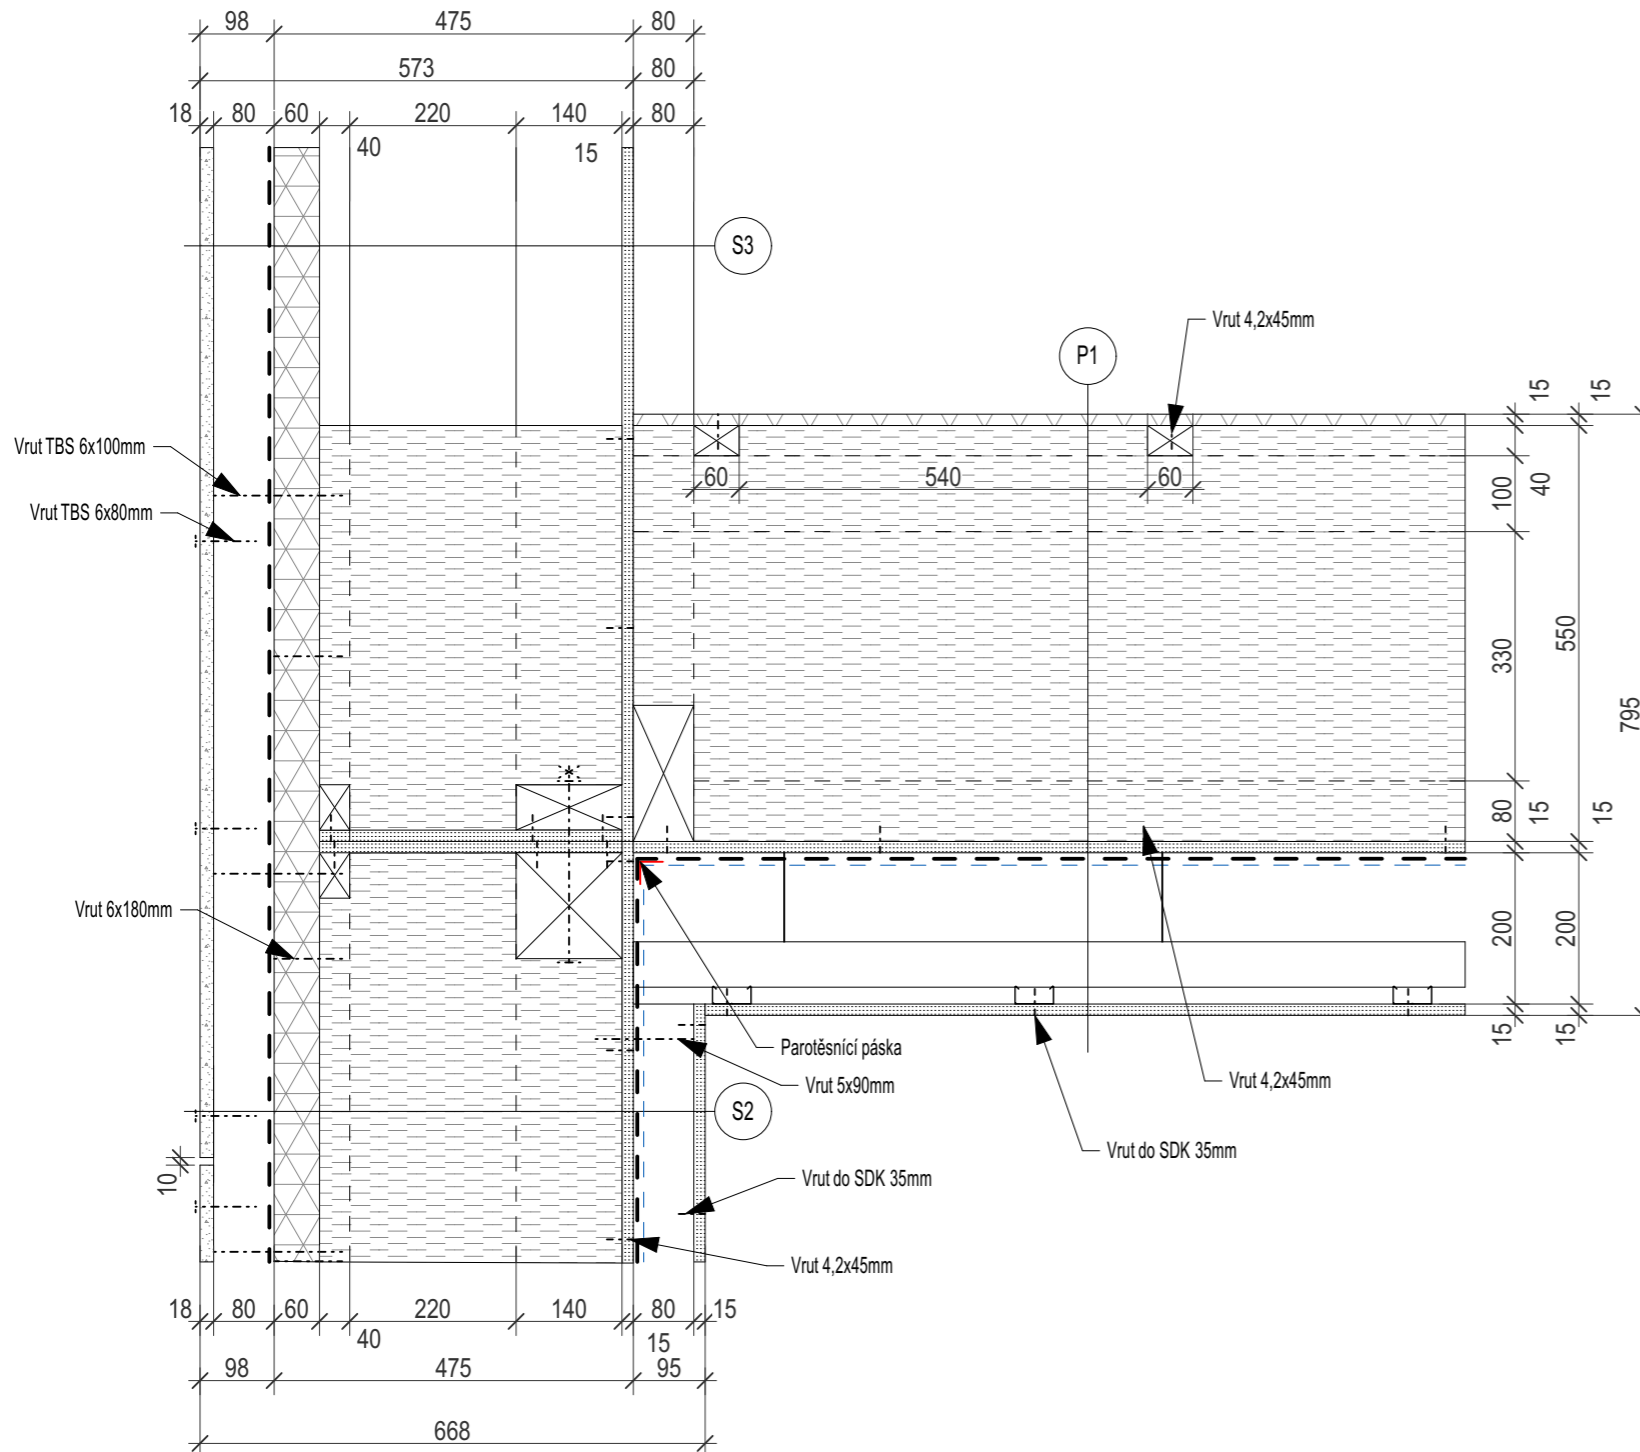 98 475 80
573 80
18 80 60 220 140 80
40 15
S3
Vrut 4,2x45mm
P1
15 15
Vrut TBS 6x100mm
60 540 60
100 40
Vrut TBS 6x80mm
330 550
795
80 15 15
Vrut 6x180mm
200 200
15 15
Parotěsnící páska
Vrut 5x90mm
Vrut 4,2x45mm
S2
Vrut do SDK 35mm
10
Vrut do SDK 35mm
Vrut 4,2x45mm
18 80 60 220 140 80 15
40 15
98 475 95
668